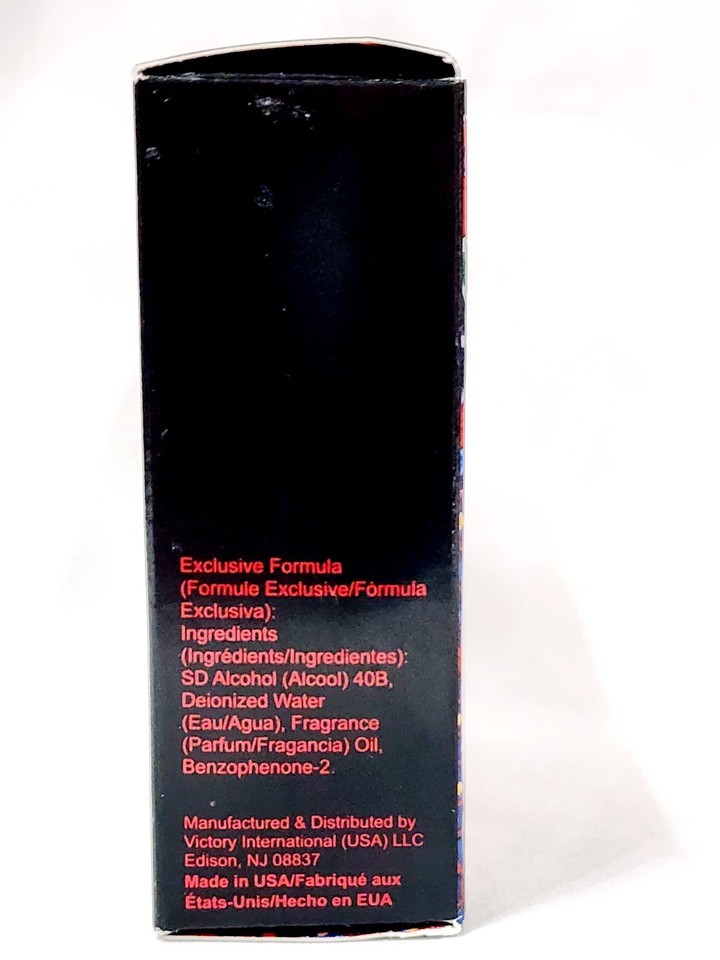 Exclusive Formula
(Formule Exclusive/Fórmula
Exclusiva):
Ingredients
(Ingrédients/Ingredientes):
SD Alcohol (Alcool) 40B,
Deionized Water
(Eau/Agua), Fragrance
(Parfum/Fragancia) Oil,
Benzophenone-2.
Manufactured & Distributed by
Victory International (USA) LLC
Edison, NJ 08837
Made in USA/Fabriqué aux
États-Unis/Hecho en EUA